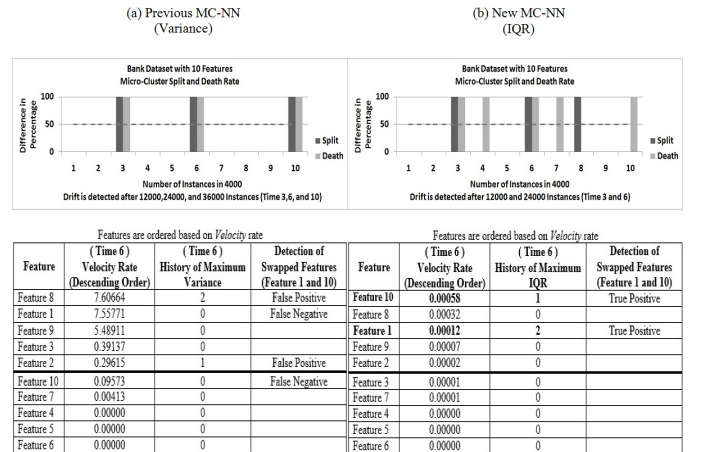 (a) Previous MC-NN
(Variance)
(b) New MC-NN
(IQR)
Bank Dataset with 10 Features
Micro-Cluster Split and Death Rate
Difference in
Percentage
100
50
0
1 2 3 4 5 6 7 8 9 10
Split
Death
Number of Instances in 4000
Drift is detected after 12000,24000, and 36000 Instances (Time 3,6, and 10)
Bank Dataset with 10 Features
Micro-Cluster Split and Death Rate
Difference in
Percentage
100
50
0
1 2 3 4 5 6 7 8 9 10
Split
Death
Number of Instances in 4000
Drift is detected after 12000 and 24000 Instances (Time 3 and 6)
Features are ordered based on Velocity rate
Feature
( Time 6 )
Velocity Rate
(Descending Order)
( Time 6 )
History of Maximum
Variance
Detection of
Swapped Features
(Feature 1 and 10)
Feature 8 7.60664 2 False Positive
Feature 1 7.55771 0 False Negative
Feature 9 5.48911 0
Feature 3 0.39137 0
Feature 2 0.29615 1 False Positive
Feature 10 0.09573 0 False Negative
Feature 7 0.00413 0
Feature 4 0.00000 0
Feature 5 0.00000 0
Feature 6 0.00000 0
Features are ordered based on Velocity rate
Feature
( Time 6 )
Velocity Rate
(Descending Order)
( Time 6 )
History of Maximum
IQR
Detection of
Swapped Features
(Feature 1 and 10)
Feature 10 0.00058 1 True Positive
Feature 8 0.00032 0
Feature 1 0.00012 2 True Positive
Feature 9 0.00007 0
Feature 2 0.00002 0
Feature 3 0.00001 0
Feature 7 0.00001 0
Feature 4 0.00000 0
Feature 5 0.00000 0
Feature 6 0.00000 0